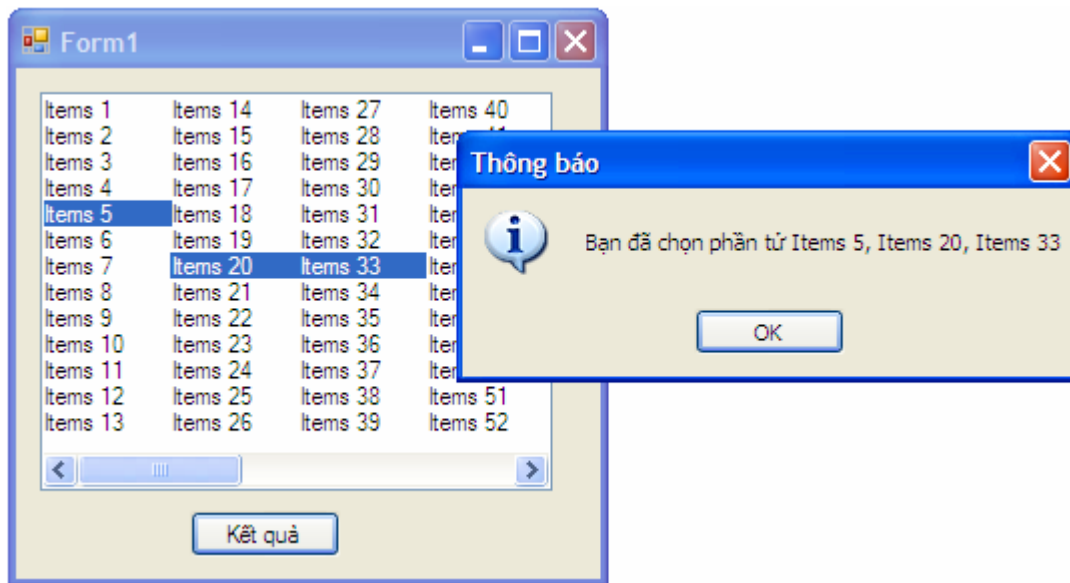 Form1
Items 1 Items 14 Items 27 Items 40
Items 2 Items 15 Items 28
Items 3 Items 16 Items 29
Items 4 Items 17 Items 30
Items 5 Items 18 Items 31
Items 6 Items 19 Items 32
Items 7 Items 20 Items 33
Items 8 Items 21 Items 34
Items 9 Items 22 Items 35
Items 10 Items 23 Items 36
Items 11 Items 24 Items 37
Items 12 Items 25 Items 38 Items 51
Items 13 Items 26 Items 39 Items 52
Kết quả
Thông báo
Bạn đã chọn phần tử Items 5, Items 20, Items 33
OK